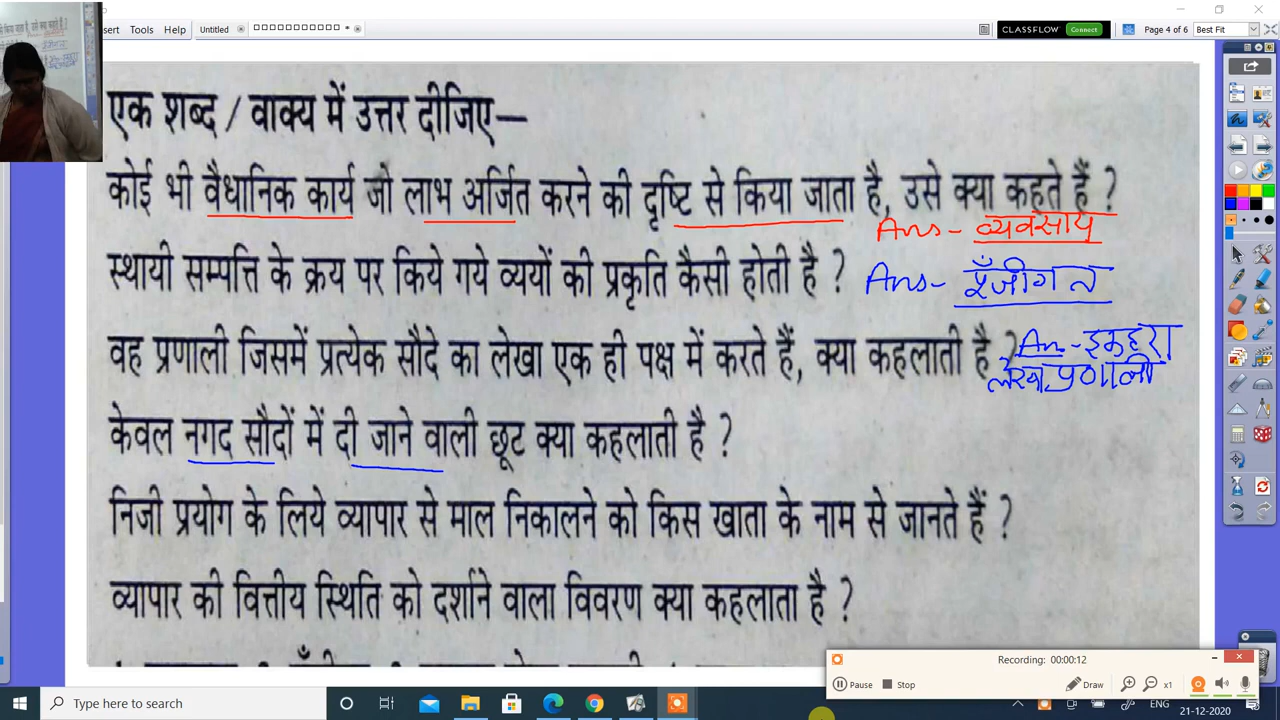 ssert Tools Help Untitled CLASSFLOW Connect Page 4 of 6 Best Fit
एक शब्द / वाक्य में उत्तर दीजिए—
कोई भी वैधानिक कार्य जो लाभ अर्जित करने की दृष्टि से किया जाता है, उसे क्या कहते हैं ?
Ans- व्यवसाय
स्थायी सम्पत्ति के क्रय पर किये गये व्ययों की प्रकृति कैसी होती है ? Ans- पूँजीगत
वह प्रणाली जिसमें प्रत्येक सौदे का लेखा एक ही पक्ष में करते हैं, क्या कहलाती है ? An- इकहरा
लेखा प्रणाली
केवल नगद सौदों में दी जाने वाली छूट क्या कहलाती है ?
निजी प्रयोग के लिये व्यापार से माल निकालने को किस खाता के नाम से जानते हैं ?
व्यापार की वित्तीय स्थिति को दर्शाने वाला विवरण क्या कहलाता है ?
Recording: 00:00:12
Pause Stop Draw x1
Type here to search
ENG
21-12-2020